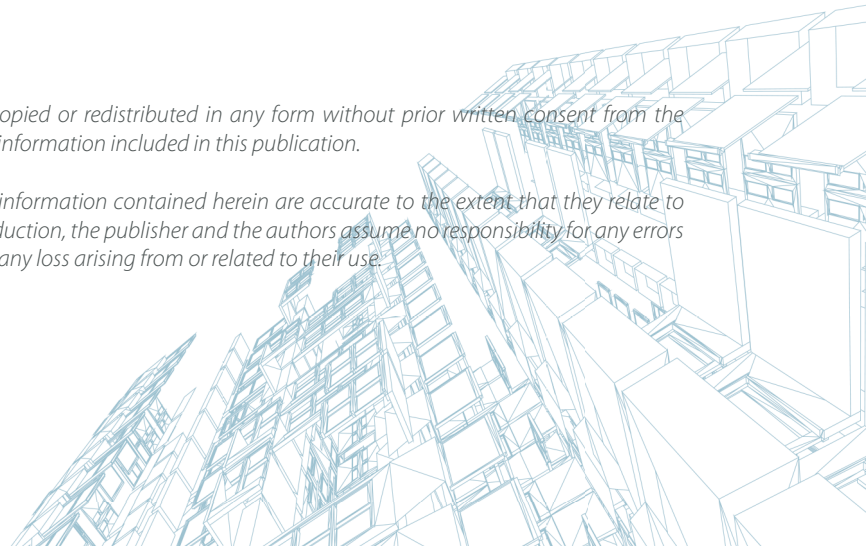 opied or redistributed in any form without prior written consent from the
information included in this publication.
information contained herein are accurate to the extent that they relate to
duction, the publisher and the authors assume no responsibility for any errors
any loss arising from or related to their use.